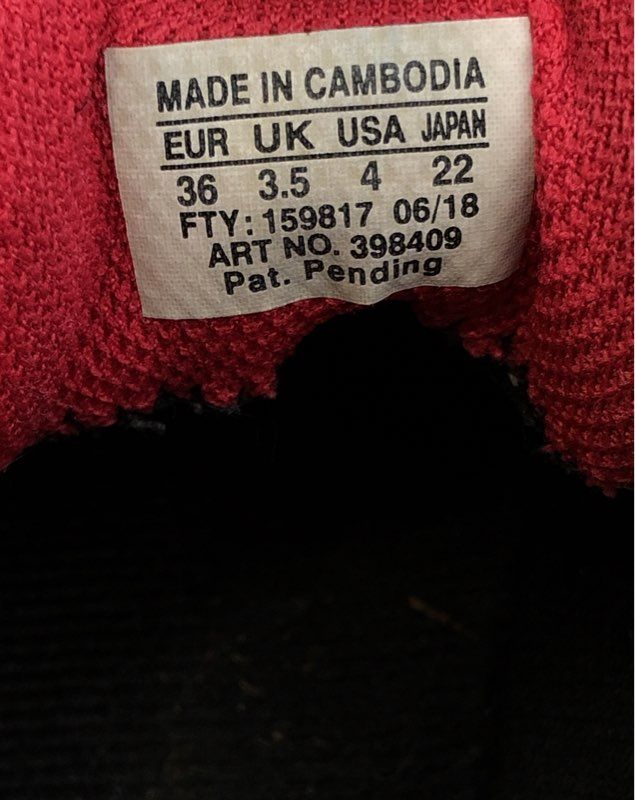 MADE IN CAMBODIA
EUR UK USA JAPAN
36 3.5 4 22
FTY: 159817 06/18
ART NO. 398409
Pat. Pending